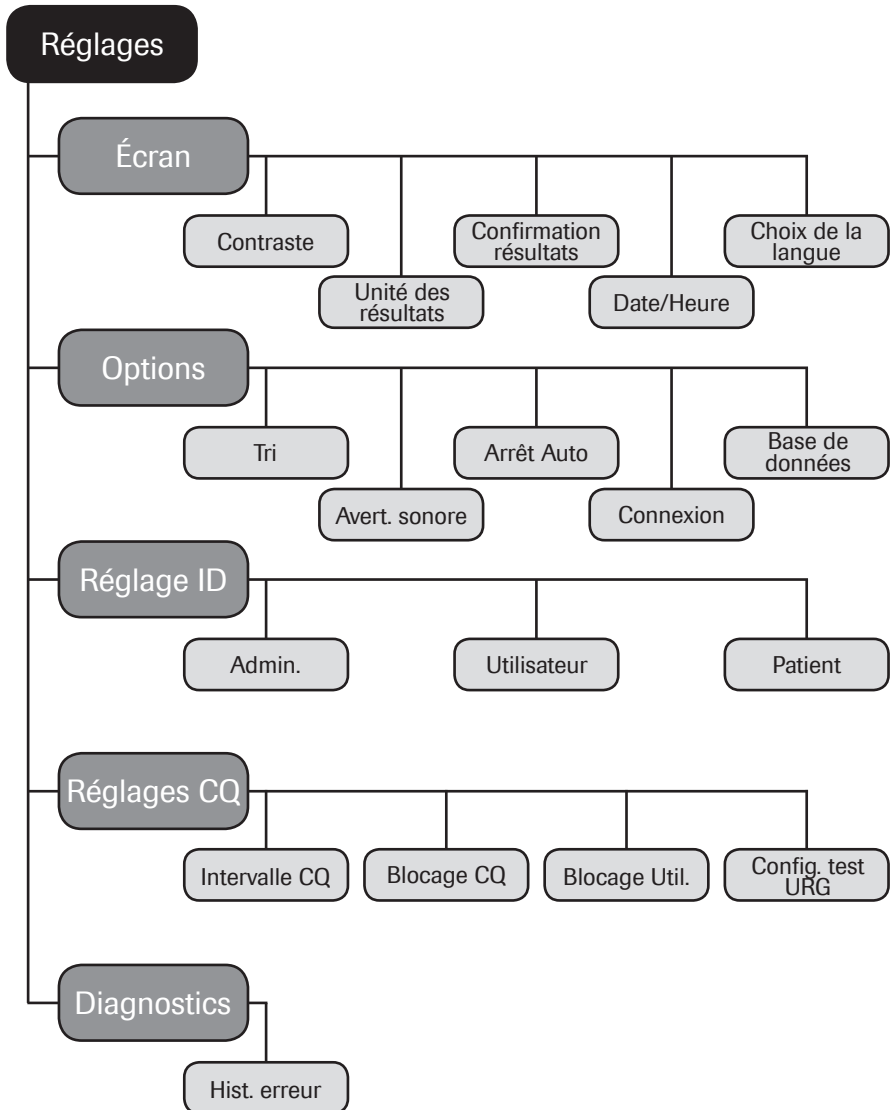 Réglages
Écran
Contraste
Unité des
résultats
Confirmation
résultats
Date/Heure
Choix de la
langue
Options
Tri
Avert. sonore
Arrêt Auto
Connexion
Base de
données
Réglage ID
Admin.
Utilisateur
Patient
Réglages CQ
Intervalle CQ
Blocage CQ
Blocage Util.
Config. test
URG
Diagnostics
Hist. erreur